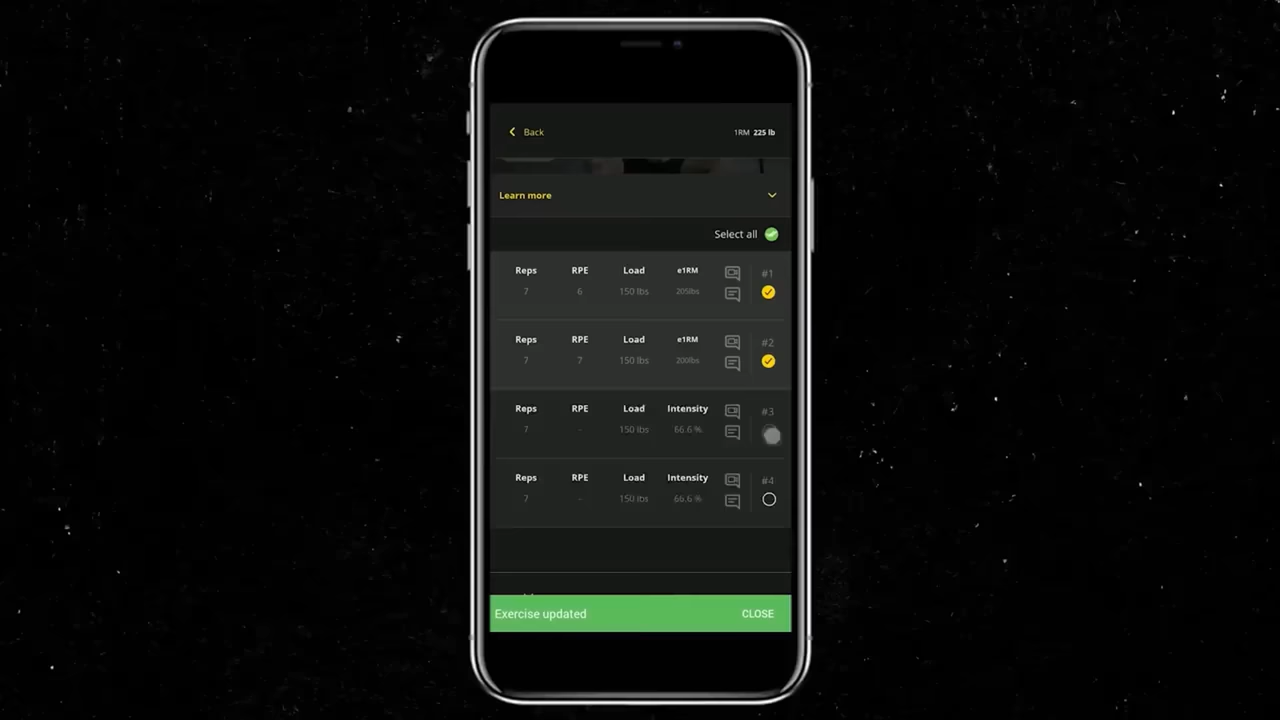 Back 1RM 225 lb
Learn more
Select all
Reps RPE Load e1RM #1
7 6 150 lbs 205lbs
Reps RPE Load e1RM #2
7 7 150 lbs 200lbs
Reps RPE Load Intensity #3
7 - 150 lbs 66.6 %
Reps RPE Load Intensity #4
7 - 150 lbs 66.6 %
Exercise updated CLOSE